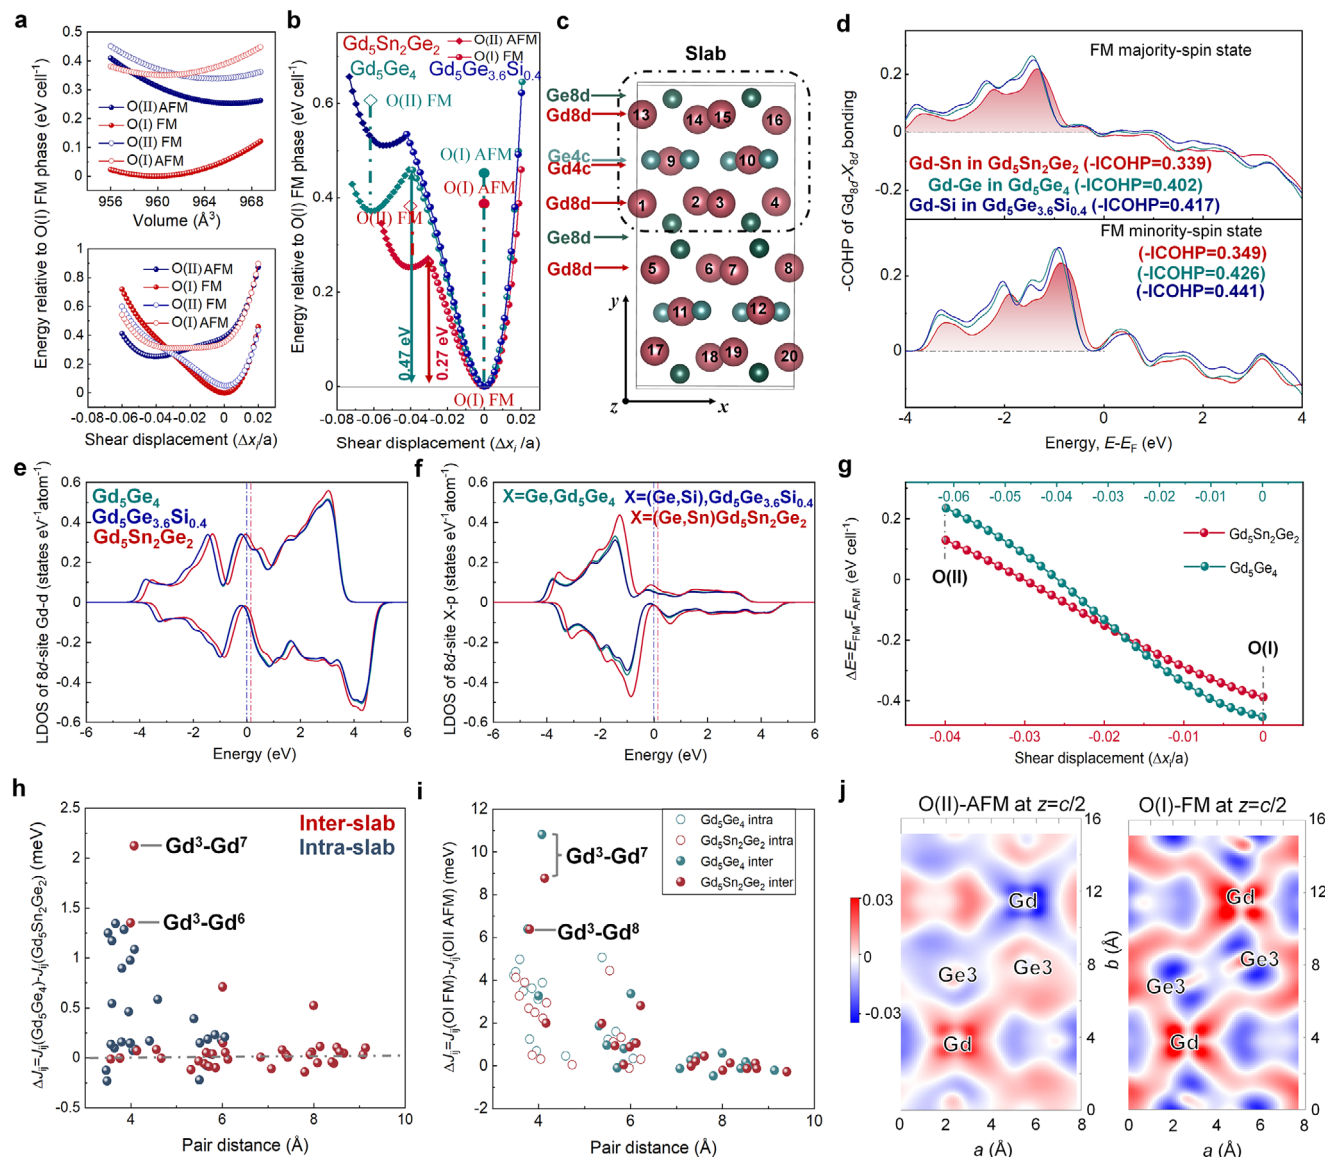 a
Energy relative to O(I) FM phase (eV cell⁻¹)
0.5
0.4
0.3
0.2
0.1
0
O(II) AFM
O(I) FM
O(II) FM
O(I) AFM
956
960
964
968
Volume (Å³)
1
0.8
0.6
0.4
0.2
0
O(II) AFM
O(I) FM
O(II) FM
O(I) AFM
-0.08
-0.06
-0.04
-0.02
0
0.02
Shear displacement (Δxᵢ/a)
b
Energy relative to O(I) FM phase (eV cell⁻¹)
0.6
0.4
0.2
0
Gd₅Sn₂Ge₂
O(II) AFM
O(I) FM
Gd₅Ge₄
Gd₅Ge₃.₆Si₀.₄
O(II) FM
O(I) AFM
O(I) AFM
O(II) FM
0.47 eV
0.27 eV
O(I) FM
-0.08
-0.06
-0.04
-0.02
0
0.02
Shear displacement (Δxᵢ /a)
c
Slab
Ge8d
Gd8d
Ge4c
Gd4c
Gd8d
Ge8d
Gd8d
13
14
15
16
9
10
1
2
3
4
5
6
7
8
11
12
17
18
19
20
y
z
x
d
-COHP of Gd8d-X8d bonding
FM majority-spin state
0.2
0
-0.2
Gd-Sn in Gd₅Sn₂Ge₂ (-ICOHP=0.339)
Gd-Ge in Gd₅Ge₄ (-ICOHP=0.402)
Gd-Si in Gd₅Ge₃.₆Si₀.₄ (-ICOHP=0.417)
FM minority-spin state
(-ICOHP=0.349)
(-ICOHP=0.426)
(-ICOHP=0.441)
0.2
0
-4
-2
0
2
4
Energy, E-EF (eV)
e
LDOS of 8d-site Gd-d (states eV⁻¹atom⁻¹)
0.6
0.4
0.2
0
-0.2
-0.4
-0.6
Gd₅Ge₄
Gd₅Ge₃.₆Si₀.₄
Gd₅Sn₂Ge₂
-6
-4
-2
0
2
4
6
Energy (eV)
f
LDOS of 8d-site X-p (states eV⁻¹atom⁻¹)
0.6
0.4
0.2
0
-0.2
-0.4
-0.6
X=Ge,Gd₅Ge₄
X=(Ge,Si),Gd₅Ge₃.₆Si₀.₄
X=(Ge,Sn)Gd₅Sn₂Ge₂
-6
-4
-2
0
2
4
6
Energy (eV)
g
-0.06
-0.05
-0.04
-0.03
-0.02
-0.01
0
ΔE=EFM-EAFM (eV cell⁻¹)
0.2
0
-0.2
-0.4
Gd₅Sn₂Ge₂
Gd₅Ge₄
O(II)
O(I)
-0.04
-0.03
-0.02
-0.01
0
Shear displacement (Δxᵢ/a)
h
ΔJij=Jij(Gd₅Ge₄)-Jij(Gd₅Sn₂Ge₂) (meV)
2.5
2
1.5
1
0.5
0
-0.5
Inter-slab
Intra-slab
Gd³-Gd⁷
Gd³-Gd⁶
4
6
8
10
Pair distance (Å)
i
ΔJij=Jij(OI FM)-Jij(OII AFM) (meV)
12
10
8
6
4
2
0
-2
Gd₅Ge₄ intra
Gd₅Sn₂Ge₂ intra
Gd₅Ge₄ inter
Gd₅Sn₂Ge₂ inter
Gd³-Gd⁷
Gd³-Gd⁸
4
6
8
10
Pair distance (Å)
j
O(II)-AFM at z=c/2
O(I)-FM at z=c/2
0.03
0
-0.03
Gd
Ge3
Ge3
Gd
16
12
8
4
0
b (Å)
0
2
4
6
8
a (Å)
Gd
Ge3
Ge3
Gd
16
12
8
4
0
b (Å)
0
2
4
6
8
a (Å)